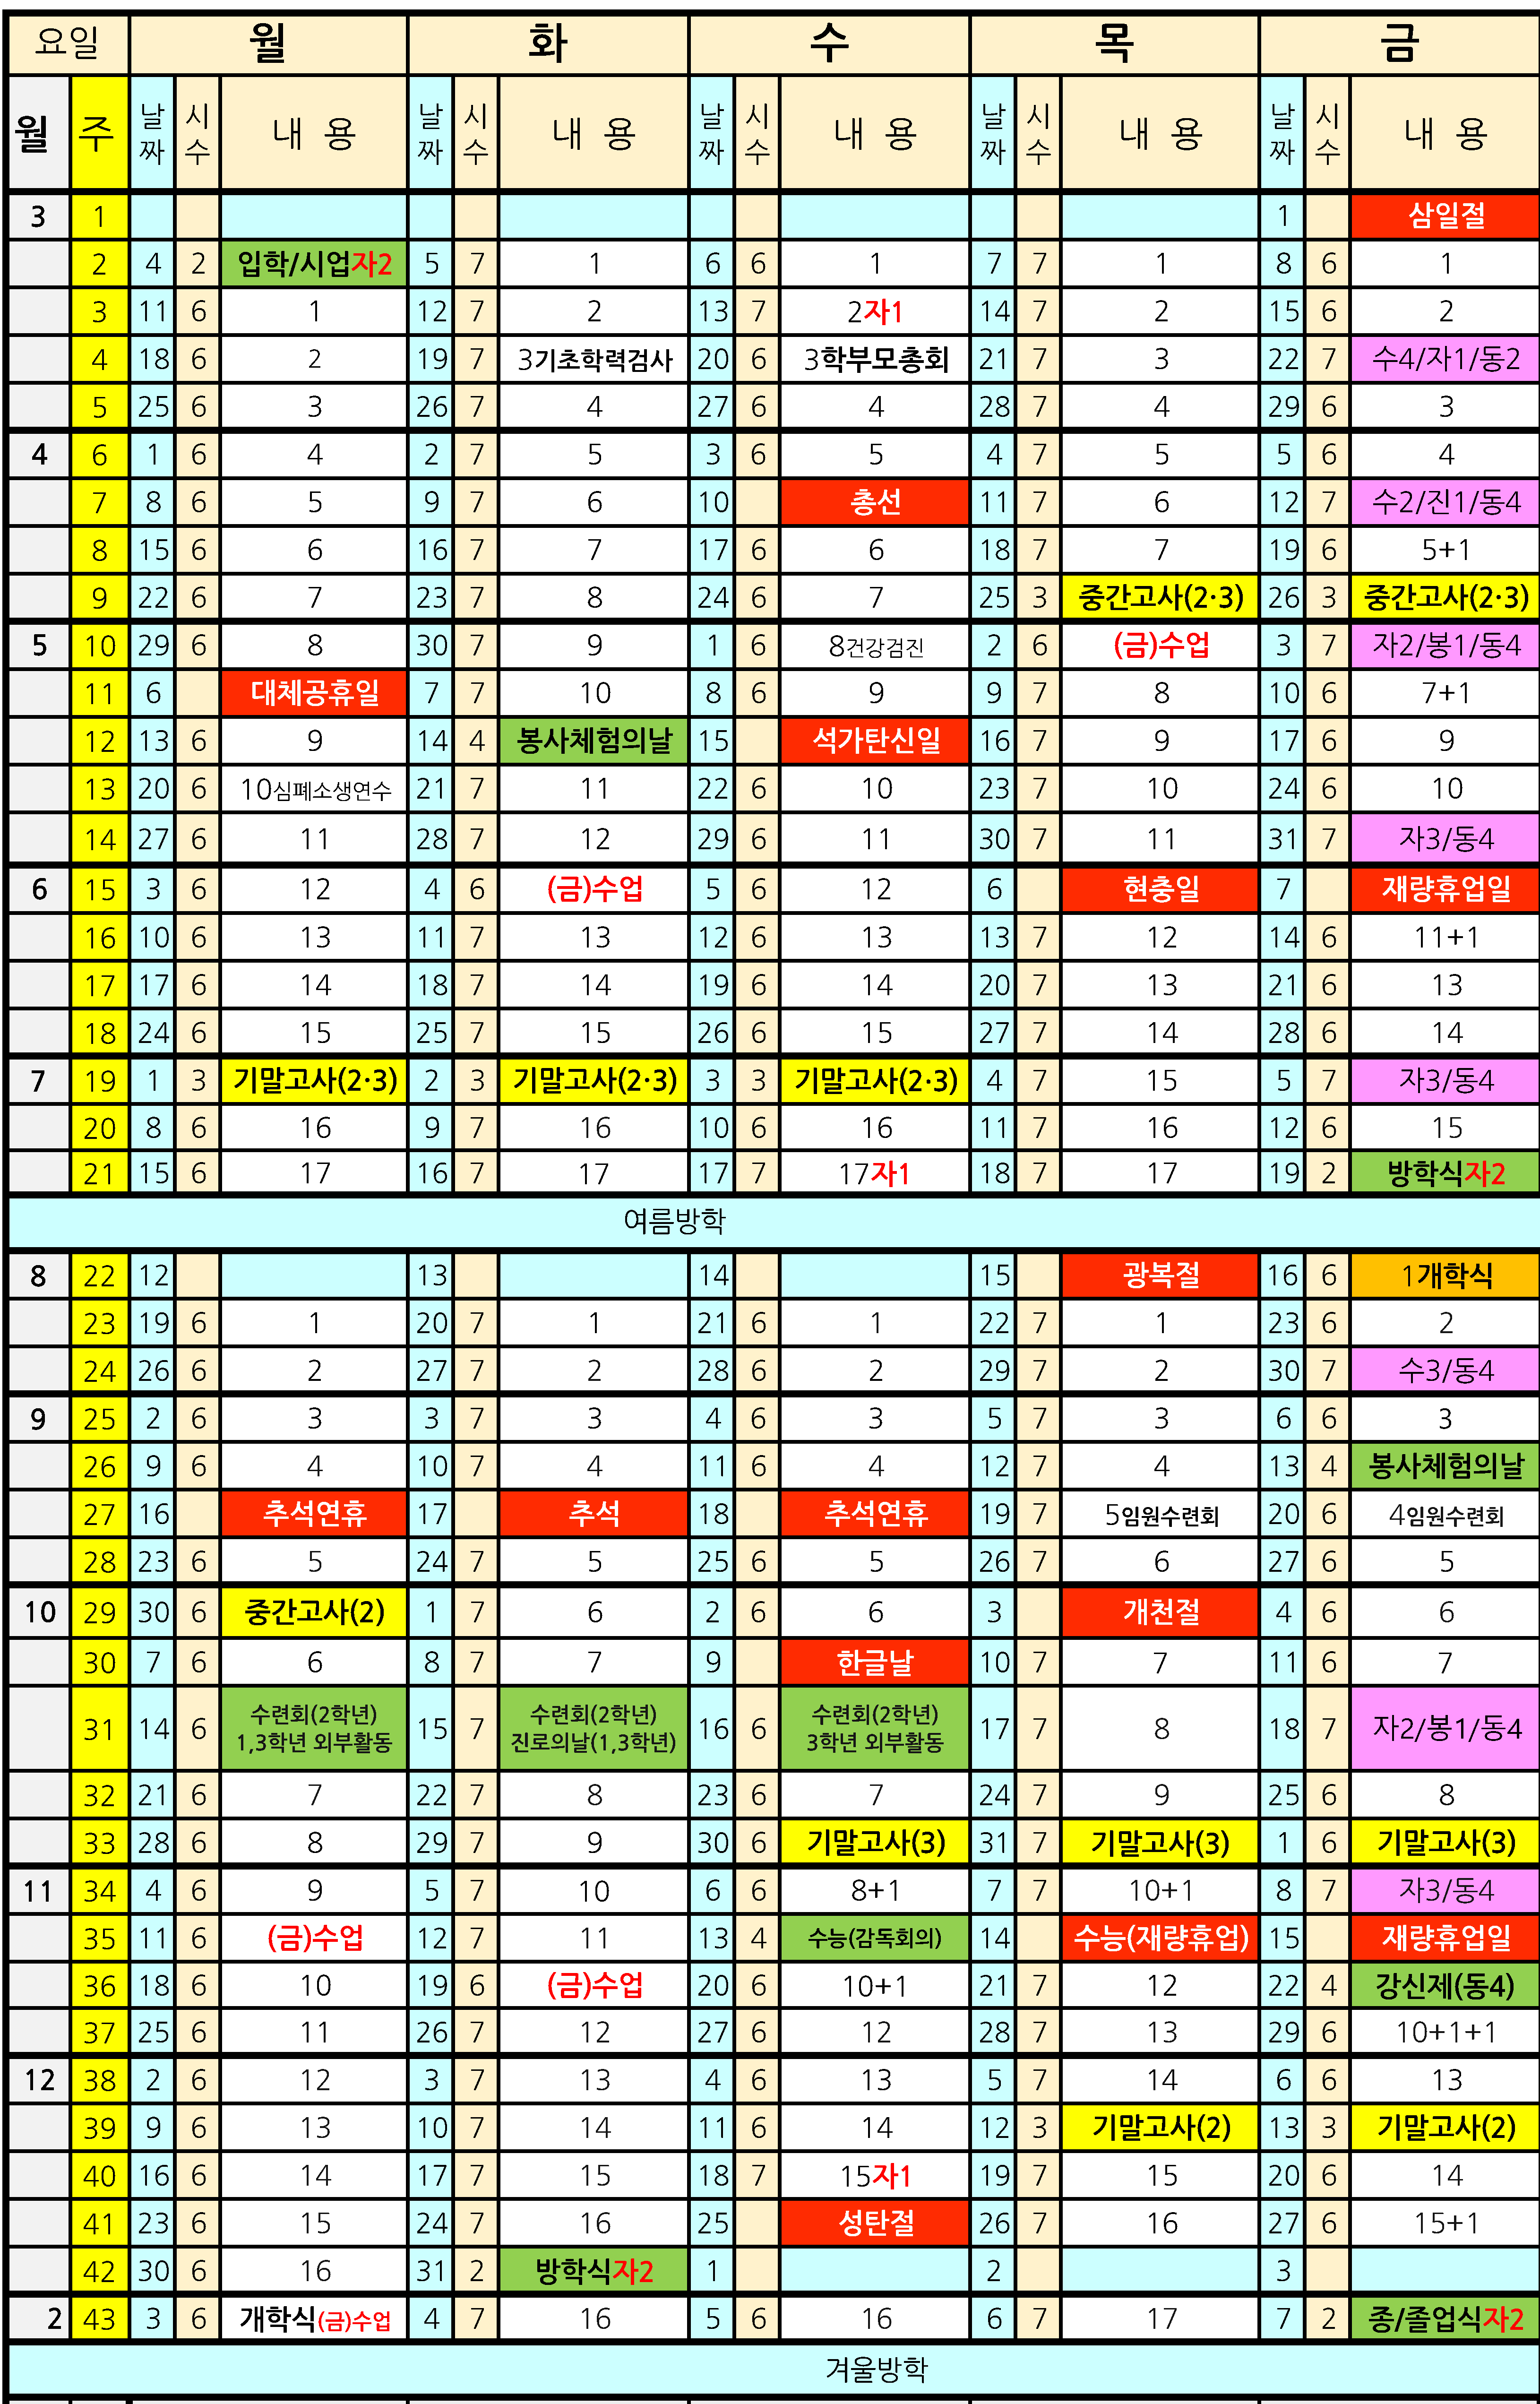 요일 월 화 수 목 금
월 주 날짜 시수 내 용 날짜 시수 내 용 날짜 시수 내 용 날짜 시수 내 용 날짜 시수 내 용
3 1 1 삼일절
2 4 2 입학/시업자2 5 7 1 6 6 1 7 7 1 8 6 1
3 11 6 1 12 7 2 13 7 2자1 14 7 2 15 6 2
4 18 6 2 19 7 3기초학력검사 20 6 3학부모총회 21 7 3 22 7 수4/자1/동2
5 25 6 3 26 7 4 27 6 4 28 7 4 29 6 3
4 6 1 6 4 2 7 5 3 6 5 4 7 5 5 6 4
7 8 6 5 9 7 6 10 총선 11 7 6 12 7 수2/진1/동4
8 15 6 6 16 7 7 17 6 6 18 7 7 19 6 5+1
9 22 6 7 23 7 8 24 6 7 25 3 중간고사(2·3) 26 3 중간고사(2·3)
5 10 29 6 8 30 7 9 1 6 8건강검진 2 6 (금)수업 3 7 자2/봉1/동4
11 6 대체공휴일 7 7 10 8 6 9 9 7 8 10 6 7+1
12 13 6 9 14 4 봉사체험의날 15 석가탄신일 16 7 9 17 6 9
13 20 6 10심폐소생연수 21 7 11 22 6 10 23 7 10 24 6 10
14 27 6 11 28 7 12 29 6 11 30 7 11 31 7 자3/동4
6 15 3 6 12 4 6 (금)수업 5 6 12 6 현충일 7 재량휴업일
16 10 6 13 11 7 13 12 6 13 13 7 12 14 6 11+1
17 17 6 14 18 7 14 19 6 14 20 7 13 21 6 13
18 24 6 15 25 7 15 26 6 15 27 7 14 28 6 14
7 19 1 3 기말고사(2·3) 2 3 기말고사(2·3) 3 3 기말고사(2·3) 4 7 15 5 7 자3/동4
20 8 6 16 9 7 16 10 6 16 11 7 16 12 6 15
21 15 6 17 16 7 17 17 7 17자1 18 7 17 19 2 방학식자2
여름방학
8 22 12 13 14 15 광복절 16 6 1개학식
23 19 6 1 20 7 1 21 6 1 22 7 1 23 6 2
24 26 6 2 27 7 2 28 6 2 29 7 2 30 7 수3/동4
9 25 2 6 3 3 7 3 4 6 3 5 7 3 6 6 3
26 9 6 4 10 7 4 11 6 4 12 7 4 13 4 봉사체험의날
27 16 추석연휴 17 추석 18 추석연휴 19 7 5임원수련회 20 6 4임원수련회
28 23 6 5 24 7 5 25 6 5 26 7 6 27 6 5
10 29 30 6 중간고사(2) 1 7 6 2 6 6 3 개천절 4 6 6
30 7 6 6 8 7 7 9 한글날 10 7 7 11 6 7
31 14 6 수련회(2학년) 1,3학년 외부활동 15 7 수련회(2학년) 진로의날(1,3학년) 16 6 수련회(2학년) 3학년 외부활동 17 7 8 18 7 자2/봉1/동4
32 21 6 7 22 7 8 23 6 7 24 7 9 25 6 8
33 28 6 8 29 7 9 30 6 기말고사(3) 31 7 기말고사(3) 1 6 기말고사(3)
11 34 4 6 9 5 7 10 6 6 8+1 7 7 10+1 8 7 자3/동4
35 11 6 (금)수업 12 7 11 13 4 수능(감독회의) 14 수능(재량휴업) 15 재량휴업일
36 18 6 10 19 6 (금)수업 20 6 10+1 21 7 12 22 4 강신제(동4)
37 25 6 11 26 7 12 27 6 12 28 7 13 29 6 10+1+1
12 38 2 6 12 3 7 13 4 6 13 5 7 14 6 6 13
39 9 6 13 10 7 14 11 6 14 12 3 기말고사(2) 13 3 기말고사(2)
40 16 6 14 17 7 15 18 7 15자1 19 7 15 20 6 14
41 23 6 15 24 7 16 25 성탄절 26 7 16 27 6 15+1
42 30 6 16 31 2 방학식자2 1 2 3
2 43 3 6 개학식(금)수업 4 7 16 5 6 16 6 7 17 7 2 종/졸업식자2
겨울방학